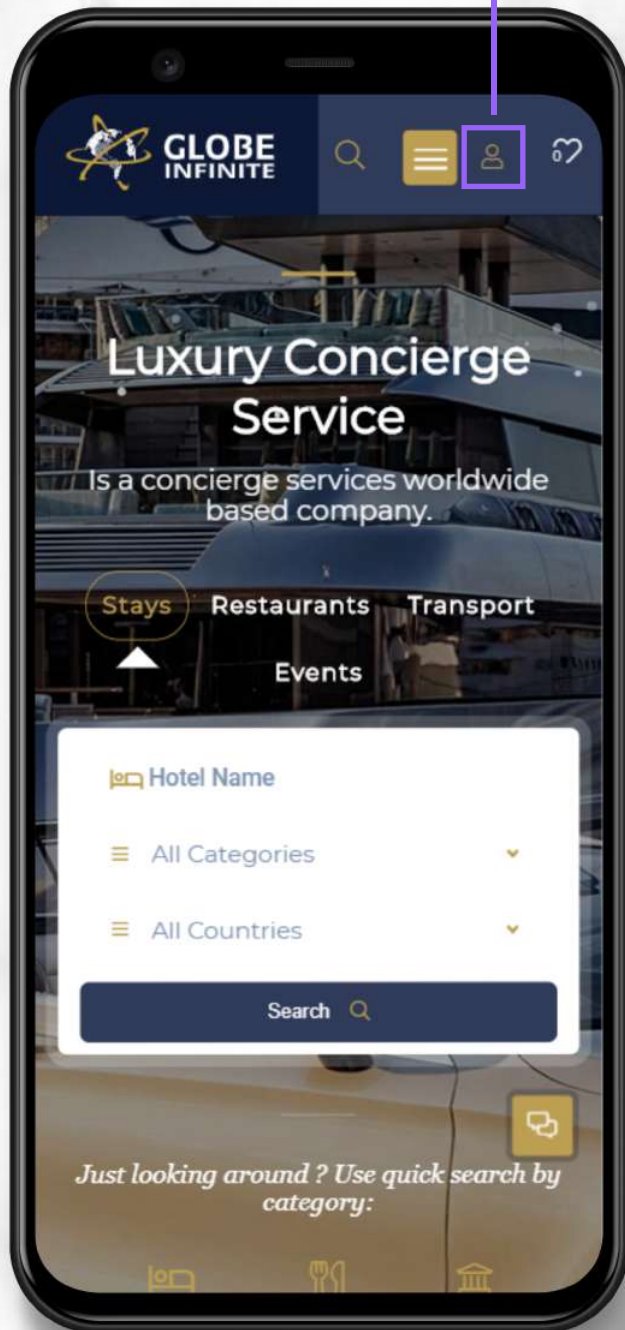 GLOBE
INFINITE
0
Luxury Concierge
Service
Is a concierge services worldwide
based company.
Stays Restaurants Transport
Events
Hotel Name
All Categories
All Countries
Search
Just looking around ? Use quick search by
category: